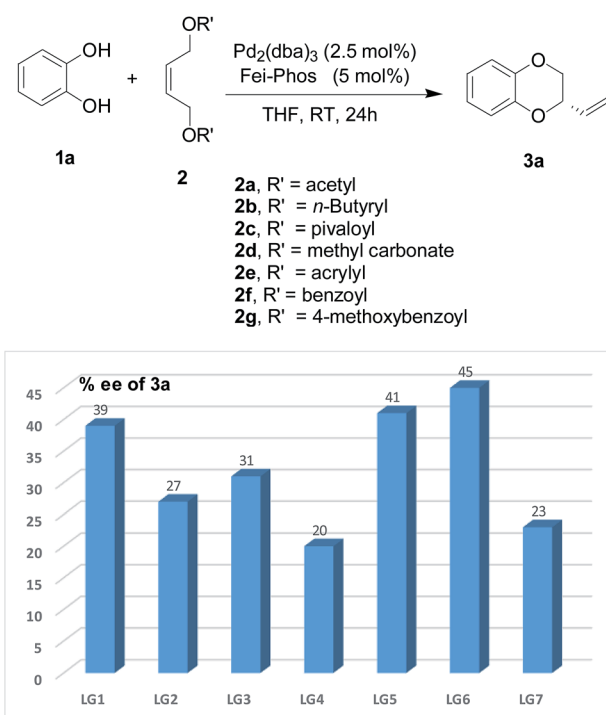 OR'
OH
OH
+
OR'
Pd2(dba)3 (2.5 mol%)
Fei-Phos (5 mol%)
THF, RT, 24h
O
O
1a
2
3a
2a, R' = acetyl
2b, R' = n-Butyryl
2c, R' = pivaloyl
2d, R' = methyl carbonate
2e, R' = acrylyl
2f, R' = benzoyl
2g, R' = 4-methoxybenzoyl
% ee of 3a
45
40
35
30
25
20
15
10
5
0
39
27
31
20
41
45
23
LG1 LG2 LG3 LG4 LG5 LG6 LG7